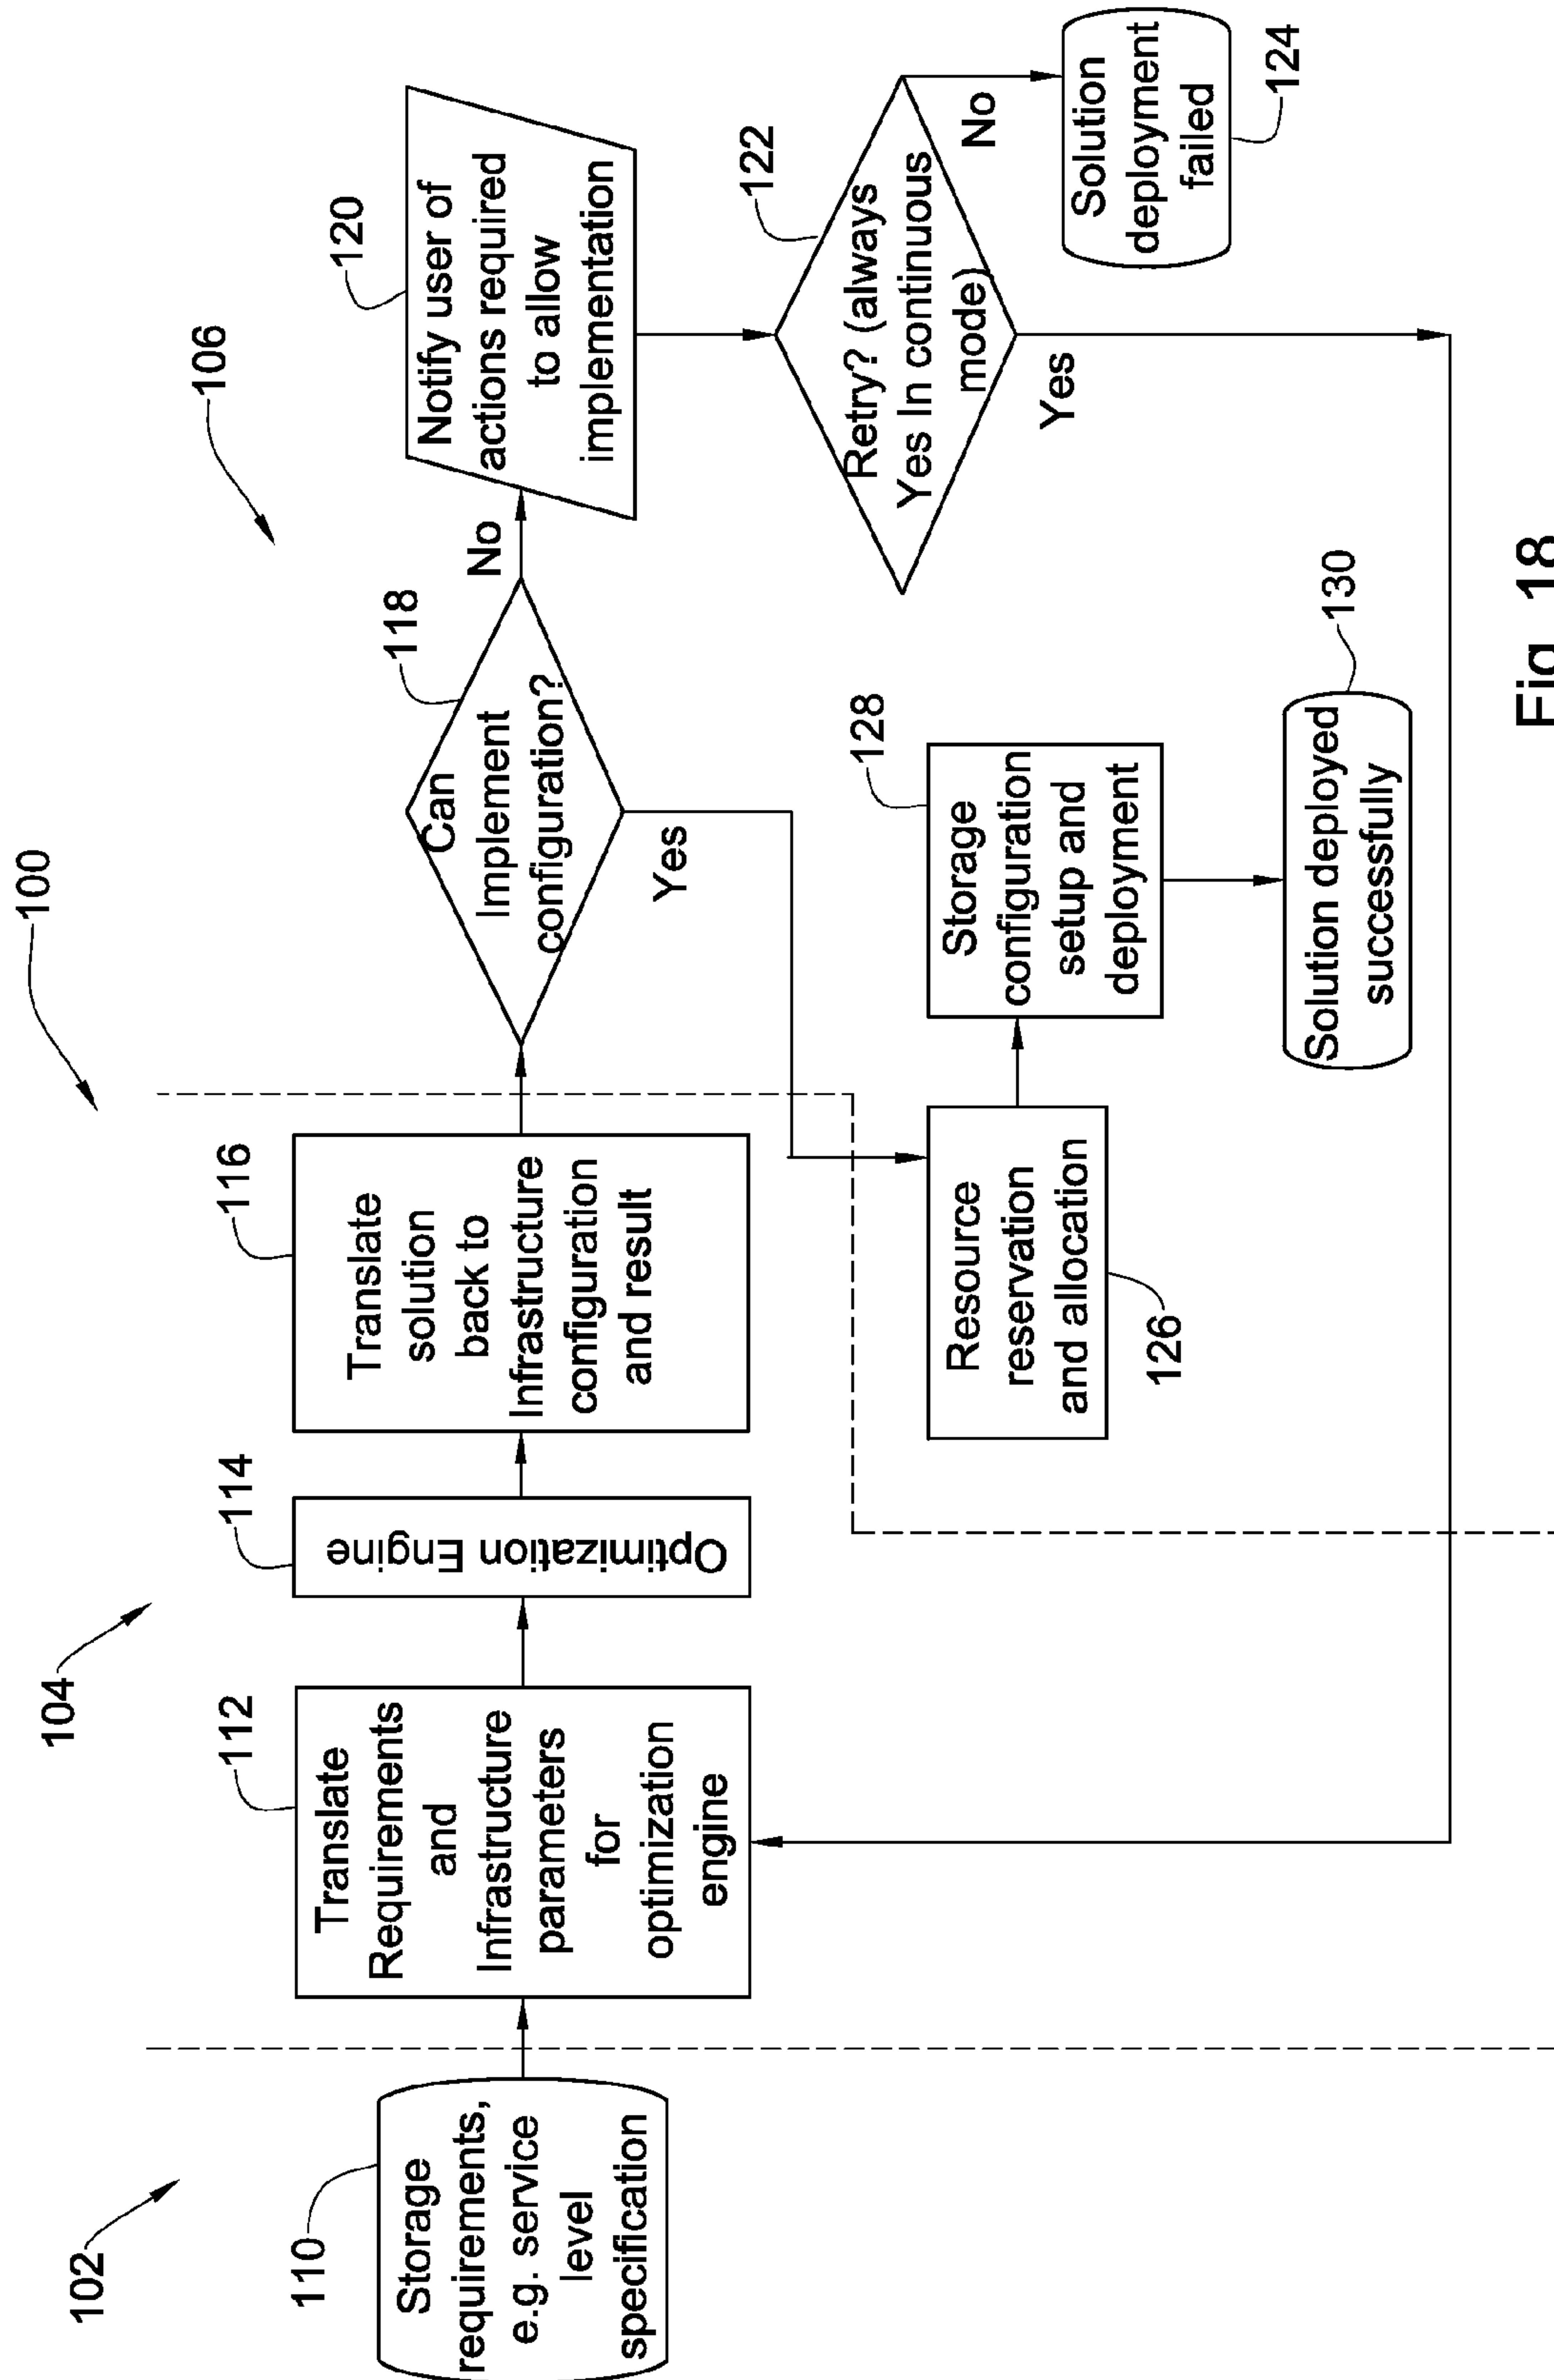 100
102
104
106
110
Storage
requirements,
e.g. service
level
specification
112
Translate
Requirements
and
Infrastructure
parameters
for
optimization
engine
114
Optimization Engine
116
Translate
solution
back to
Infrastructure
configuration
and result
118
Can
Implement
configuration?
No
Yes
120
Notify user of
actions required
to allow
implementation
122
Retry? (always
Yes In continuous
mode)
No
Yes
Solution
deployment
failed
124
Resource
reservation
and allocation
126
128
Storage
configuration
setup and
deployment
Solution deployed
successfully
130
Fig. 18